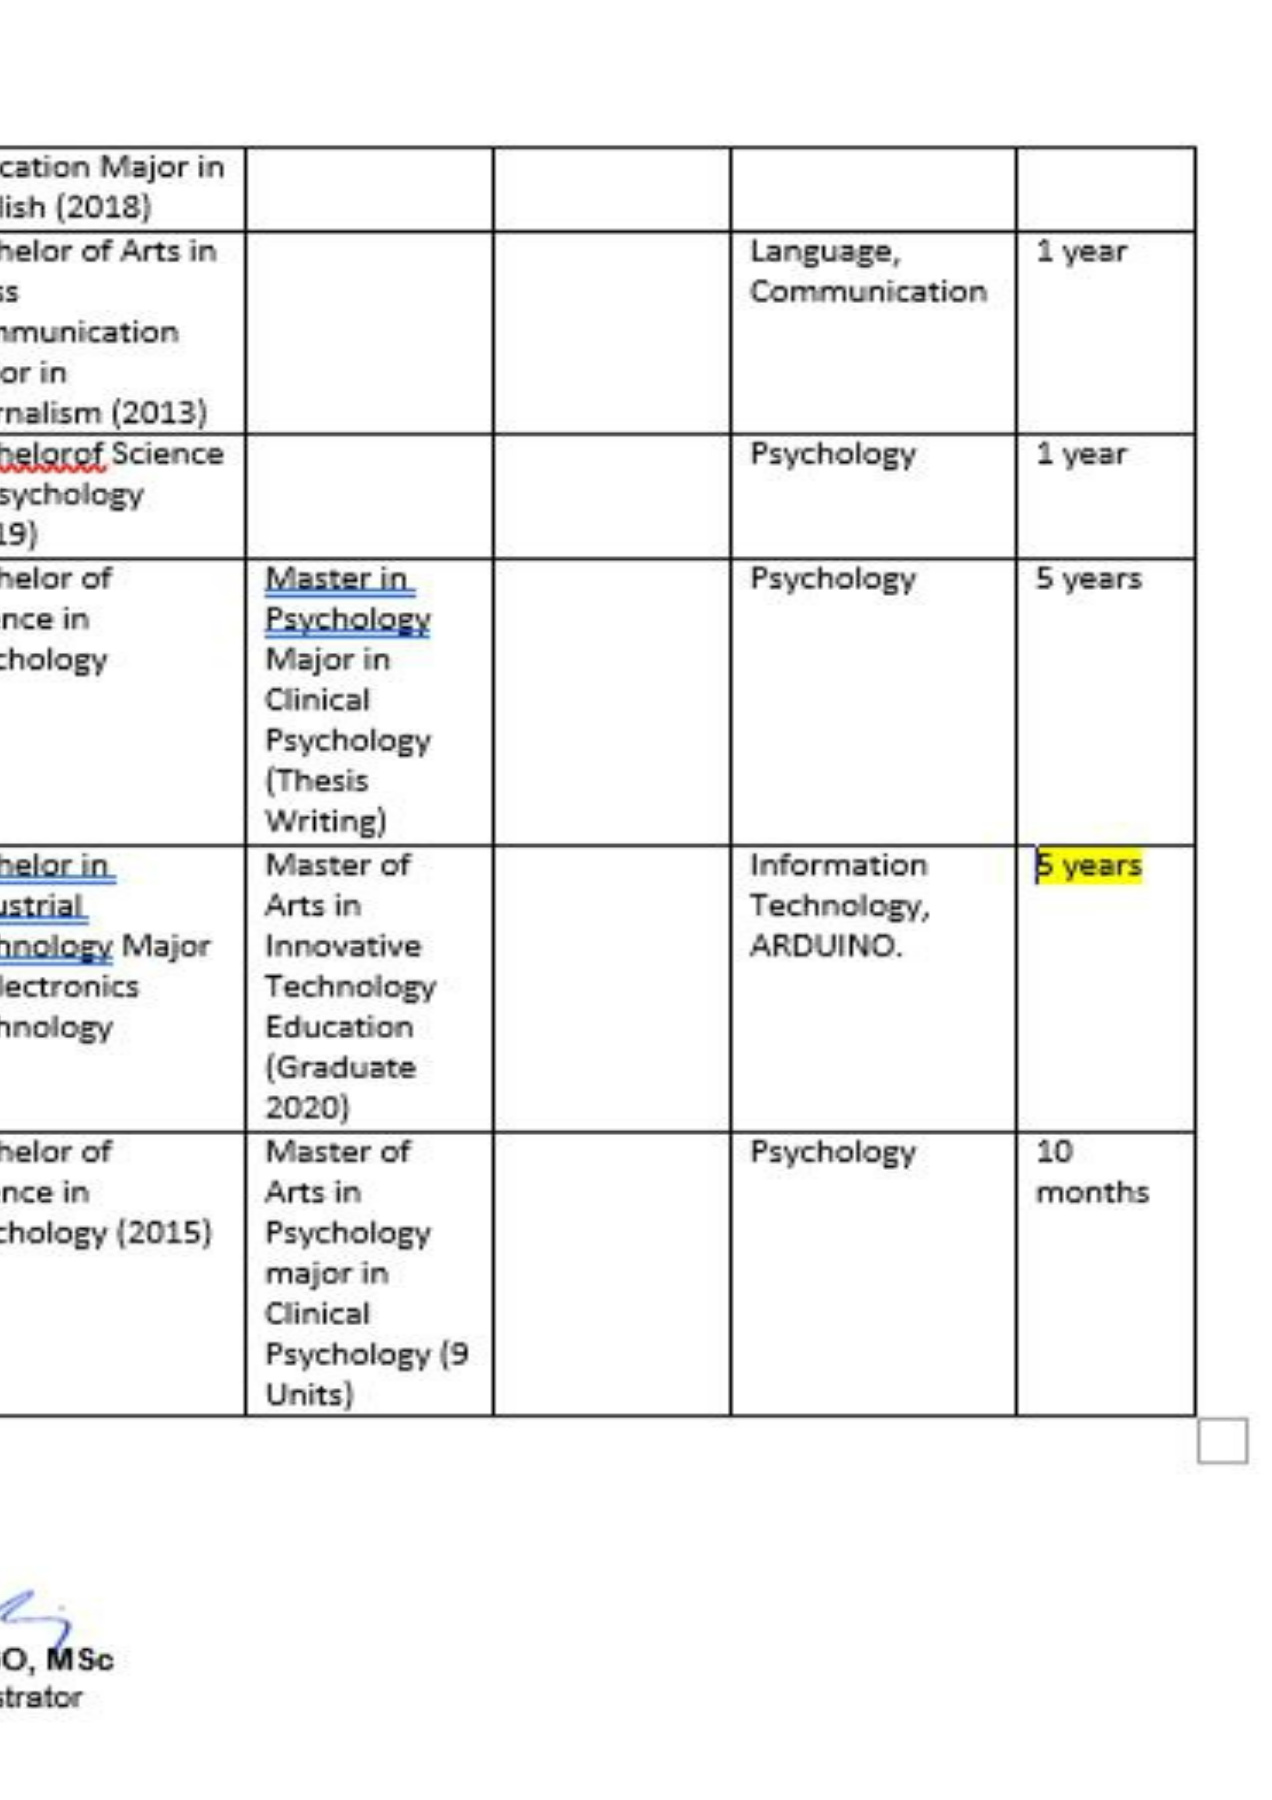 cation Major in
lish (2018)
helor of Arts in
ss
munication
or in
rnalism (2013)
Language,
Communication
1 year
helorof Science
sychology
19)
Psychology
1 year
helor of
nce in
chology
Master in
Psychology
Major in
Clinical
Psychology
(Thesis
Writing)
Psychology
5 years
helor in
ustrial
hnology Major
lectronics
hnology
Master of
Arts in
Innovative
Technology
Education
(Graduate
2020)
Information
Technology,
ARDUINO.
5 years
helor of
nce in
chology (2015)
Master of
Arts in
Psychology
major in
Clinical
Psychology (9
Units)
Psychology
10
months
O, MSc
strator